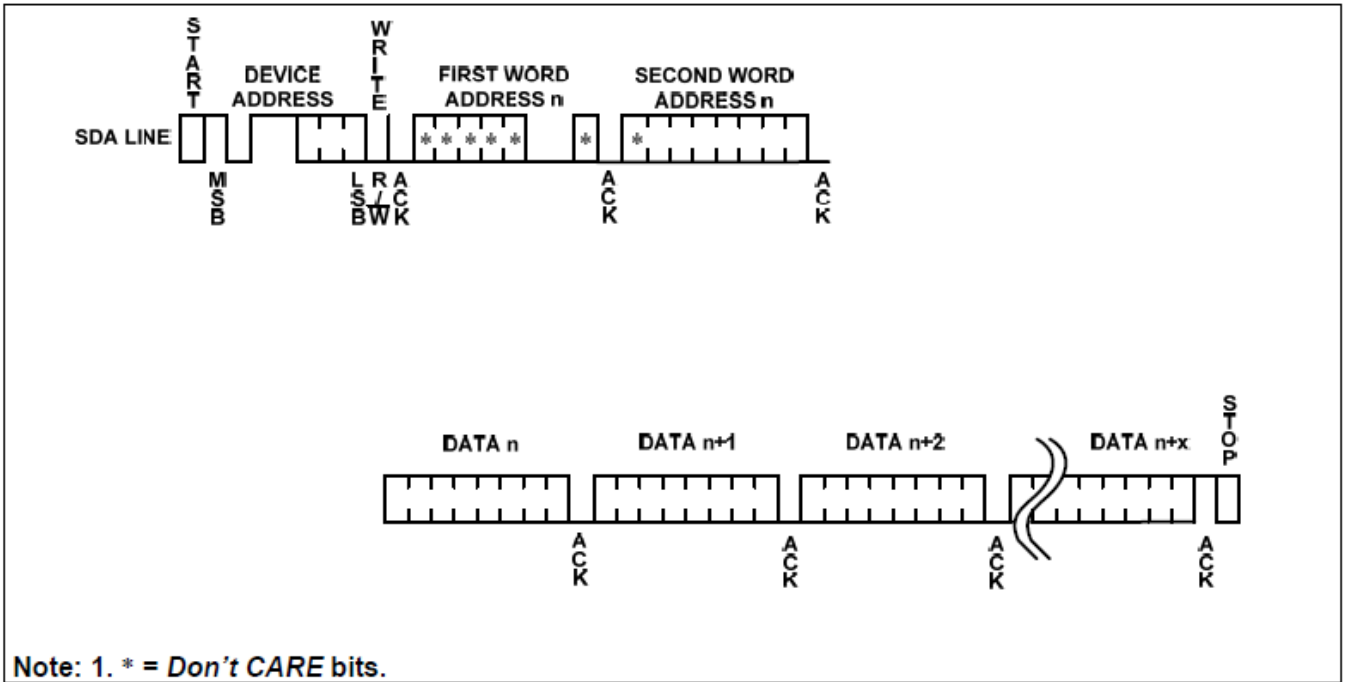 START
WRITE
DEVICE
ADDRESS
FIRST WORD
ADDRESS n
SECOND WORD
ADDRESS n
SDA LINE
* * * * * * *
MSB
LSB
R/W
ACK
ACK
ACK
DATA n
DATA n+1
DATA n+2
DATA n+x
STOP
ACK
ACK
ACK
ACK
Note: 1. * = Don't CARE bits.